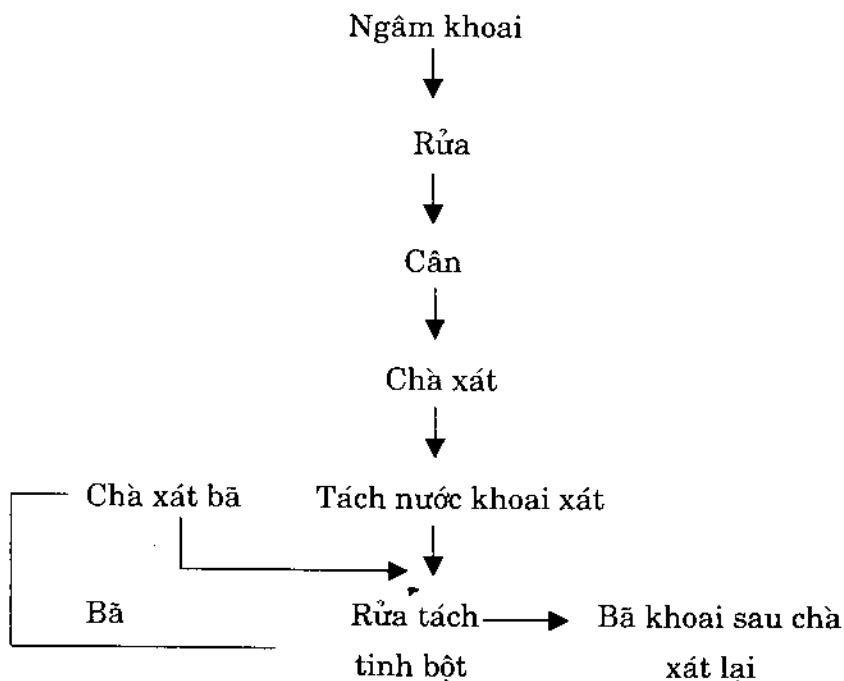 Ngâm khoai
Rửa
Cân
Chà xát
Chà xát bã Tách nước khoai xát
Bã Rửa tách Bã khoai sau chà
tinh bột xát lại